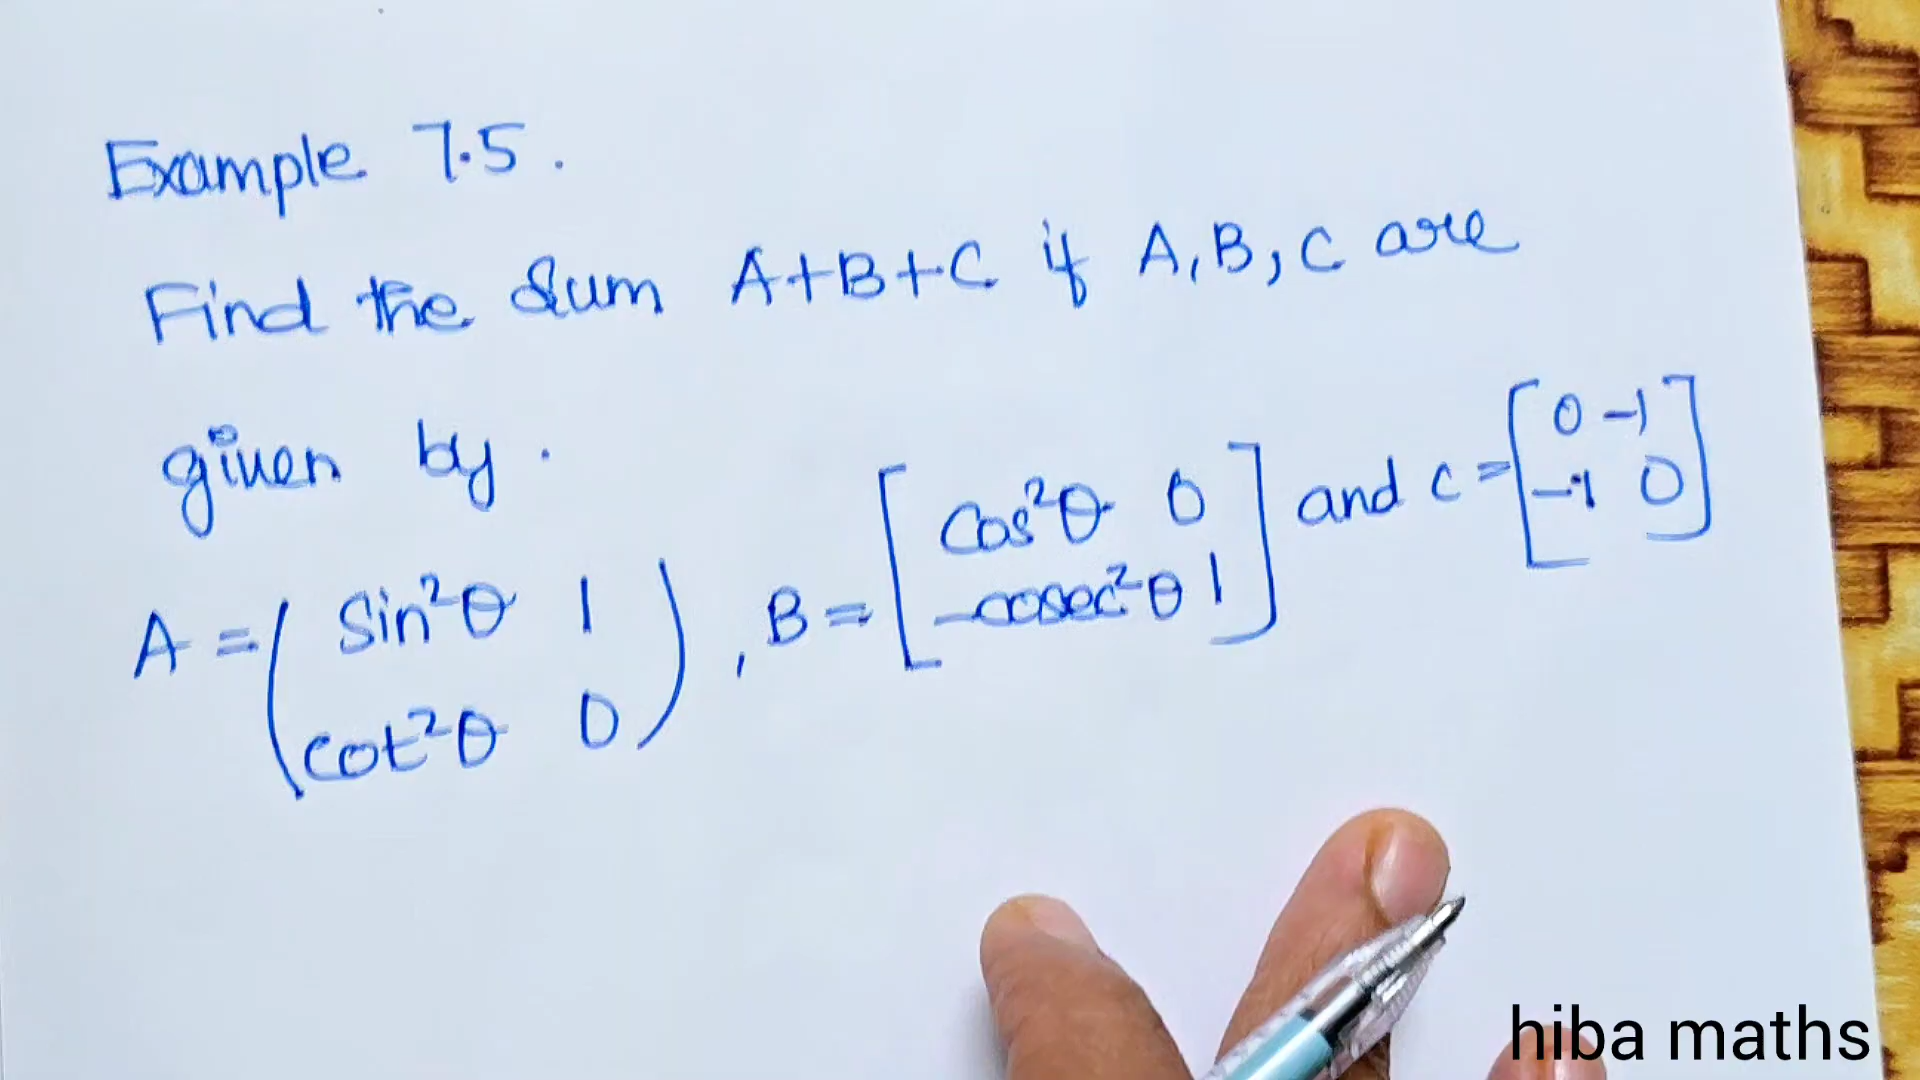 Example 7.5.
Find the Sum A+B+C if A, B, C are
given by.
A = ( Sin²θ 1 , B = [ Cos²θ 0 ] and C = [ 0 -1
cot²θ 0 ) -cosec²θ 1 ] -1 0 ]
hiba maths